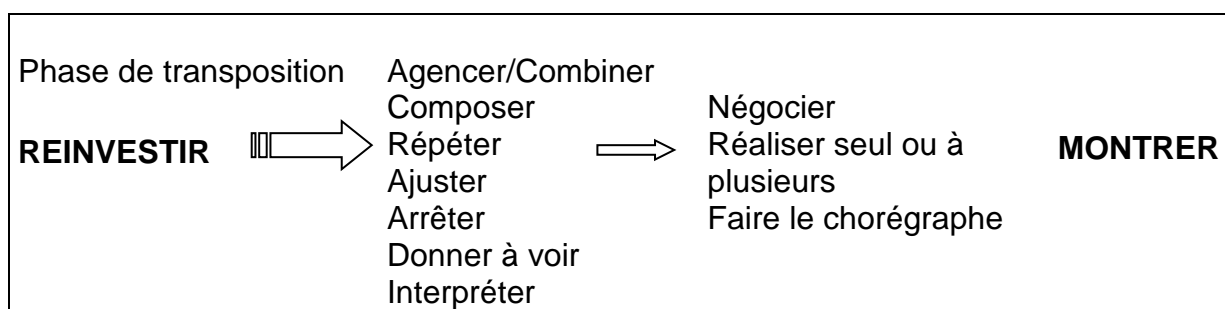 Phase de transposition
REINVESTIR
Agencer/Combiner
Composer
Répéter
Ajuster
Arrêter
Donner à voir
Interpréter
Négocier
Réaliser seul ou à
plusieurs
Faire le chorégraphe
MONTRER